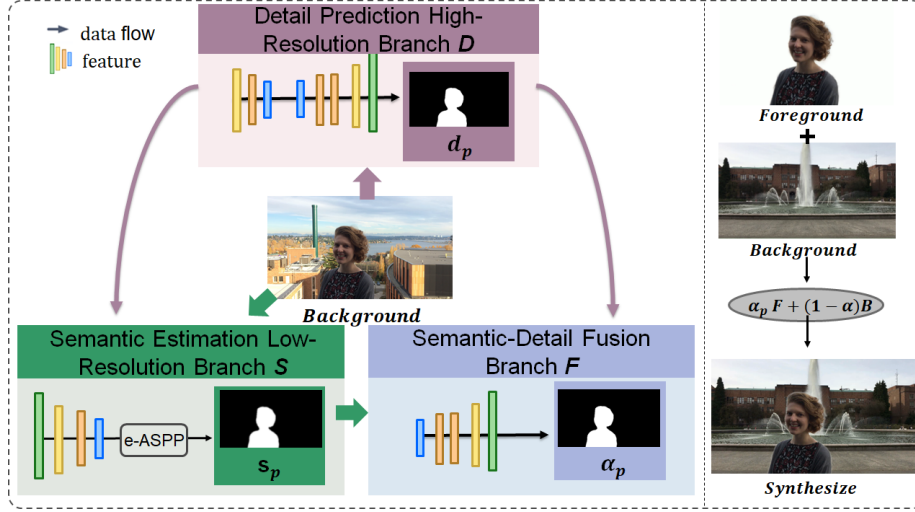 data flow
feature
Detail Prediction High-
Resolution Branch D
d_p
Background
Semantic Estimation Low-
Resolution Branch S
e-ASPP
s_p
Semantic-Detail Fusion
Branch F
α_p
Foreground
+
Background
α_p F + (1 − α)B
Synthesize